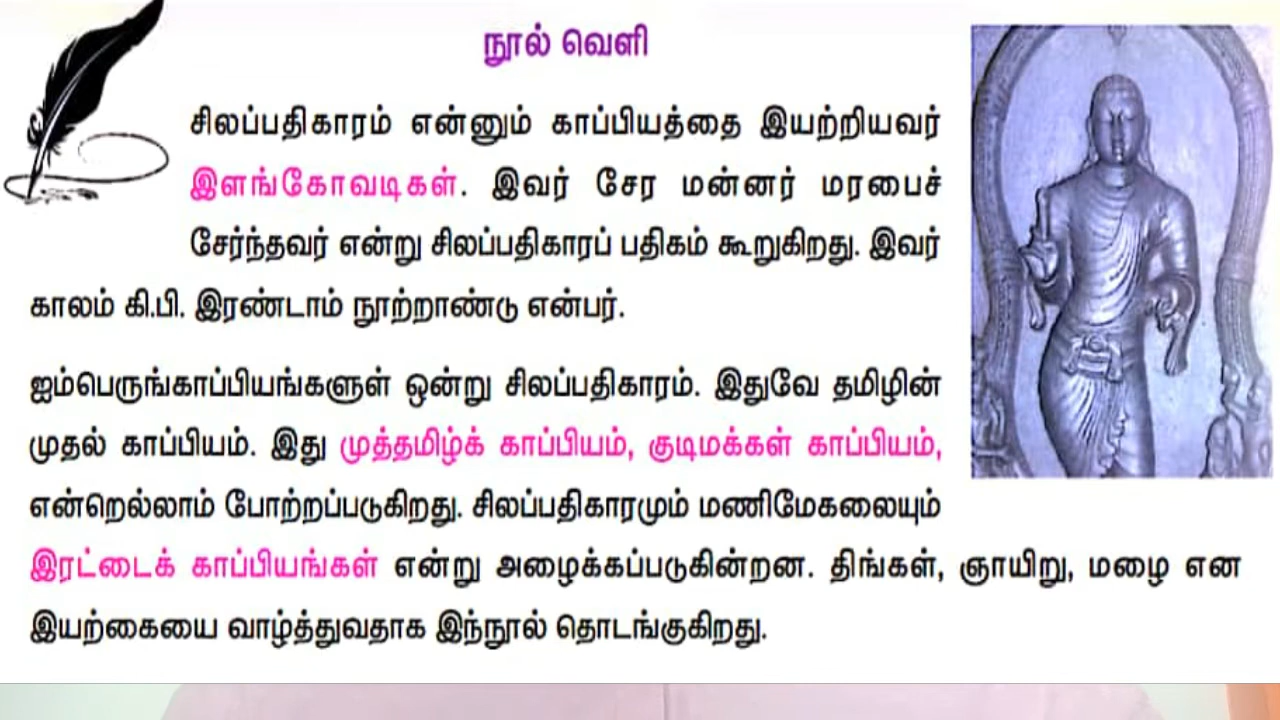 நூல் வெளி
சிலப்பதிகாரம் என்னும் காப்பியத்தை இயற்றியவர்
இளங்கோவடிகள். இவர் சேர மன்னர் மரபைச்
சேர்ந்தவர் என்று சிலப்பதிகாரப் பதிகம் கூறுகிறது. இவர்
காலம் கி.பி. இரண்டாம் நூற்றாண்டு என்பர்.
ஐம்பெருங்காப்பியங்களுள் ஒன்று சிலப்பதிகாரம். இதுவே தமிழின்
முதல் காப்பியம். இது முத்தமிழ்க் காப்பியம், குடிமக்கள் காப்பியம்,
என்றெல்லாம் போற்றப்படுகிறது. சிலப்பதிகாரமும் மணிமேகலையும்
இரட்டைக் காப்பியங்கள் என்று அழைக்கப்படுகின்றன. திங்கள், ஞாயிறு, மழை என
இயற்கையை வாழ்த்துவதாக இந்நூல் தொடங்குகிறது.